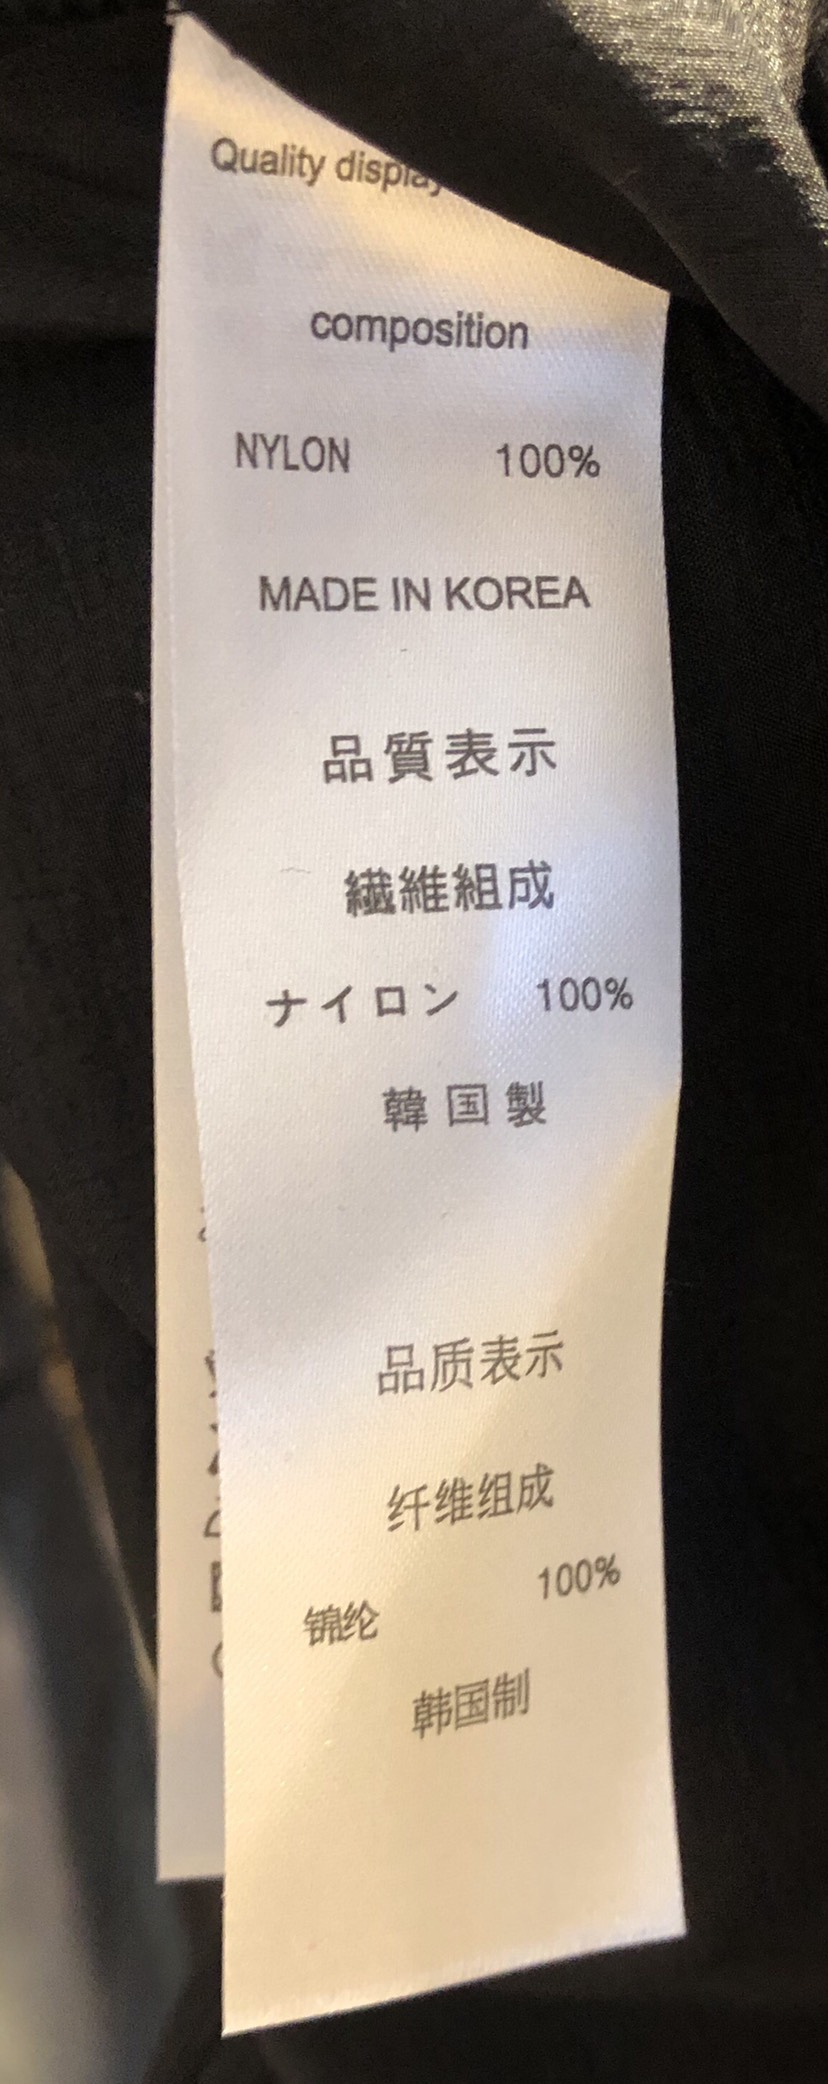 Quality display
composition
NYLON 100%
MADE IN KOREA
品質表示
繊維組成
ナイロン 100%
韓国製
品质表示
纤维组成
锦纶 100%
韩国制